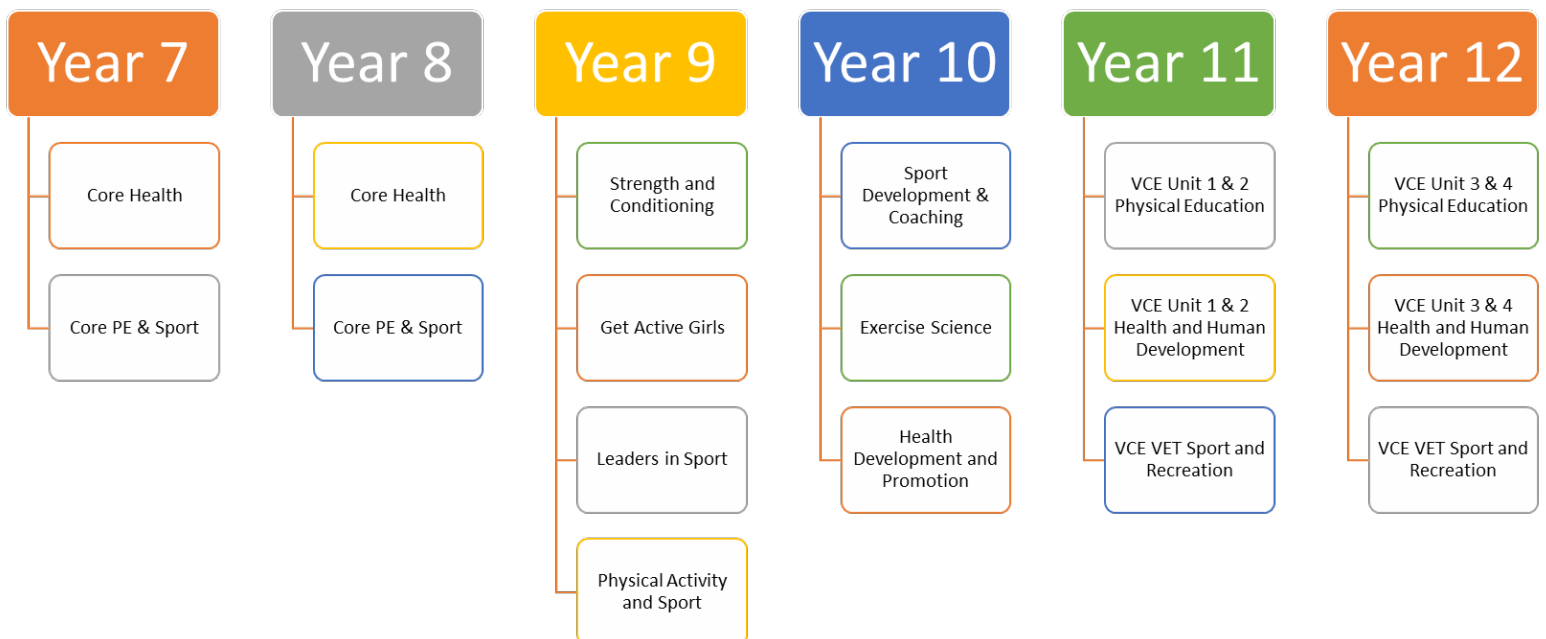 Year 7
Core Health
Core PE & Sport
Year 8
Core Health
Core PE & Sport
Year 9
Strength and
Conditioning
Get Active Girls
Leaders in Sport
Physical Activity
and Sport
Year 10
Sport
Development &
Coaching
Exercise Science
Health
Development and
Promotion
Year 11
VCE Unit 1 & 2
Physical Education
VCE Unit 1 & 2
Health and Human
Development
VCE VET Sport and
Recreation
Year 12
VCE Unit 3 & 4
Physical Education
VCE Unit 3 & 4
Health and Human
Development
VCE VET Sport and
Recreation